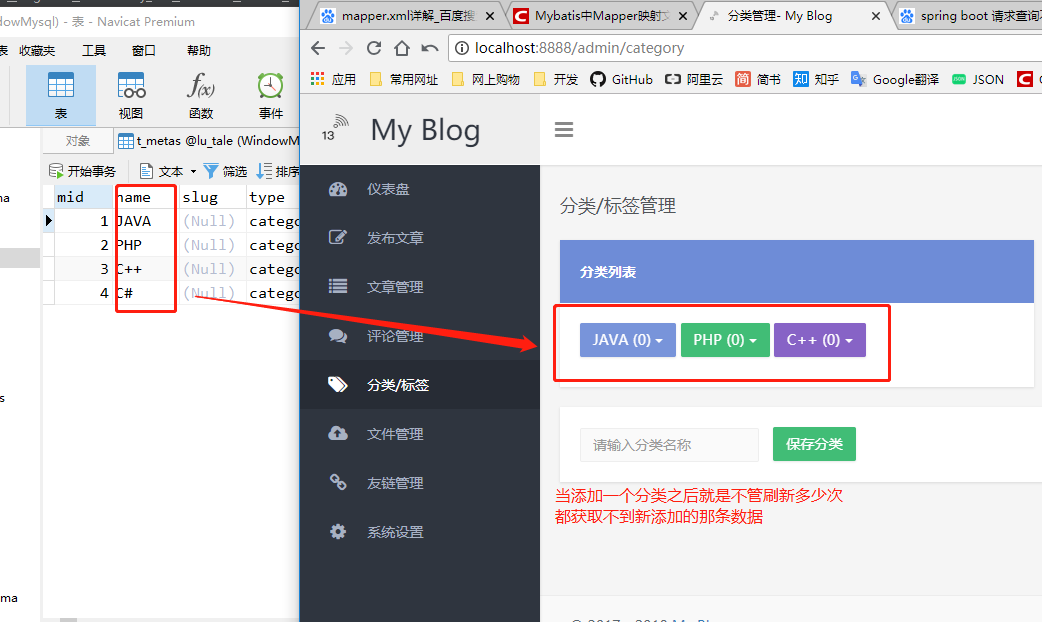 dowMysql) - 表 - Navicat Premium
表 收藏夹 工具 窗口 帮助
表 视图 f(x) 函数 事件
对象 t_metas @lu_tale (WindowM
开始事务 文本 筛选 排序
mid name slug type
1 JAVA (Null) catego
2 PHP (Null) catego
3 C++ (Null) catego
4 C# (Null) catego
na
s
ma
mapper.xml详解_百度搜
Mybatis中Mapper映射文
分类管理- My Blog
spring boot 请求查询
localhost:8888/admin/category
应用 常用网址 网上购物 开发 GitHub 阿里云 简 简书 知 知乎 Google翻译 JSON
13 My Blog
仪表盘
发布文章
文章管理
评论管理
分类/标签
文件管理
友链管理
系统设置
分类/标签管理
分类列表
JAVA (0) PHP (0) C++ (0)
请输入分类名称 保存分类
当添加一个分类之后就是不管刷新多少次
都获取不到新添加的那条数据